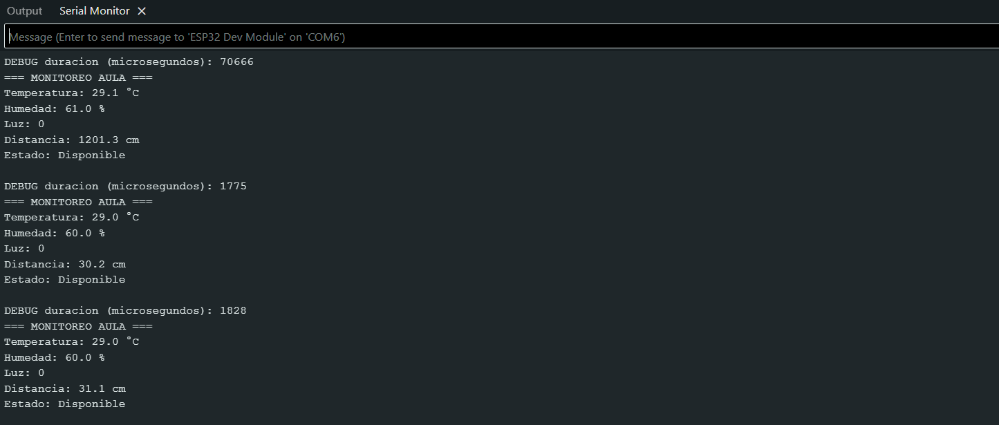 Output Serial Monitor ×
Message (Enter to send message to 'ESP32 Dev Module' on 'COM6')
DEBUG duracion (microsegundos): 70666
=== MONITOREO AULA ===
Temperatura: 29.1 °C
Humedad: 61.0 %
Luz: 0
Distancia: 1201.3 cm
Estado: Disponible

DEBUG duracion (microsegundos): 1775
=== MONITOREO AULA ===
Temperatura: 29.0 °C
Humedad: 60.0 %
Luz: 0
Distancia: 30.2 cm
Estado: Disponible

DEBUG duracion (microsegundos): 1828
=== MONITOREO AULA ===
Temperatura: 29.0 °C
Humedad: 60.0 %
Luz: 0
Distancia: 31.1 cm
Estado: Disponible